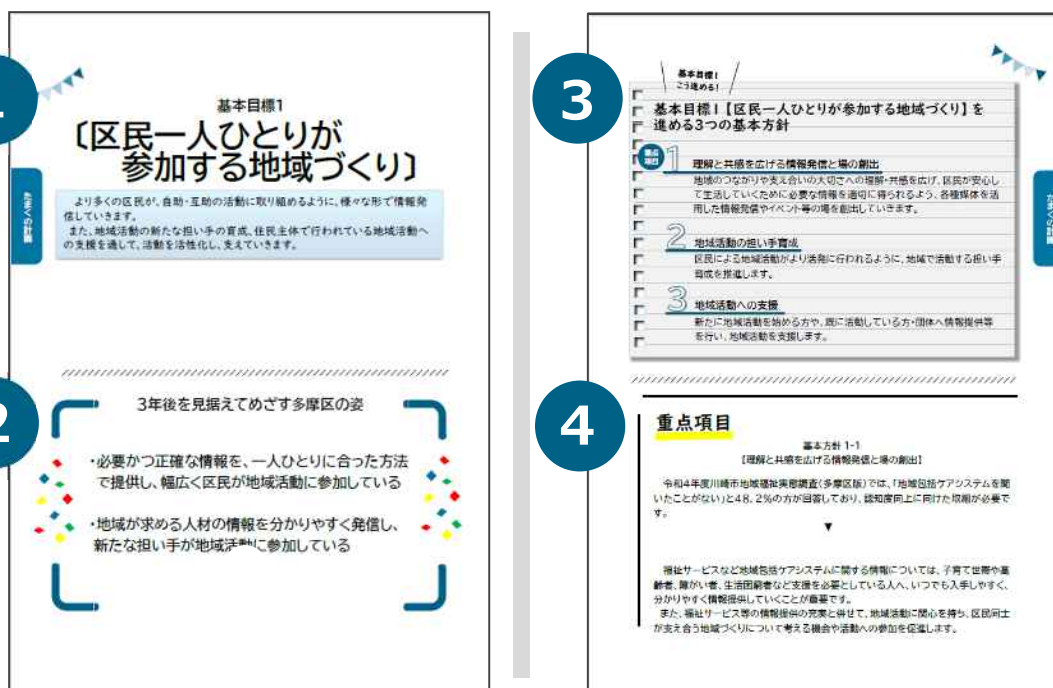 1
基本目標1
〔区民一人ひとりが
参加する地域づくり〕
たまくの計画
より多くの区民が、自助・互助の活動に取り組めるように、様々な形で情報発
信していきます。
また、地域活動の新たな担い手の育成、住民主体で行われている地域活動へ
の支援を通して、活動を活性化し、支えていきます。
2
3年後を見据えてめざす多摩区の姿
・必要かつ正確な情報を、一人ひとりに合った方法
で提供し、幅広く区民が地域活動に参加している
・地域が求める人材の情報を分かりやすく発信し、
新たな担い手が地域活動に参加している
3
基本目標1
こう進める!
基本目標1【区民一人ひとりが参加する地域づくり】を
進める3つの基本方針
重点
項目
1 理解と共感を広げる情報発信と場の創出
地域のつながりや支え合いの大切さへの理解・共感を広げ、区民が安心し
て生活していくために必要な情報を適切に得られるよう、各種媒体を活
用した情報発信やイベント等の場を創出していきます。
2 地域活動の担い手育成
区民による地域活動がより活発に行われるように、地域で活動する担い手
育成を推進します。
3 地域活動への支援
新たに地域活動を始める方や、既に活動している方・団体へ情報提供等
を行い、地域活動を支援します。
たまくの計画
4
重点項目
基本方針 1-1
【理解と共感を広げる情報発信と場の創出】
令和4年度川崎市地域福祉実態調査(多摩区版)では、「地域包括ケアシステムを聞
いたことがない」と48.2%の方が回答しており、認知度向上に向けた取組が必要で
す。
▼
福祉サービスなど地域包括ケアシステムに関する情報については、子育て世帯や高
齢者、障がい者、生活困窮者など支援を必要としている人へ、いつでも入手しやすく、
分かりやすく情報提供していくことが重要です。
また、福祉サービス等の情報提供の充実と併せて、地域活動に関心を持ち、区民同士
が支え合う地域づくりについて考える機会や活動への参加を促進します。